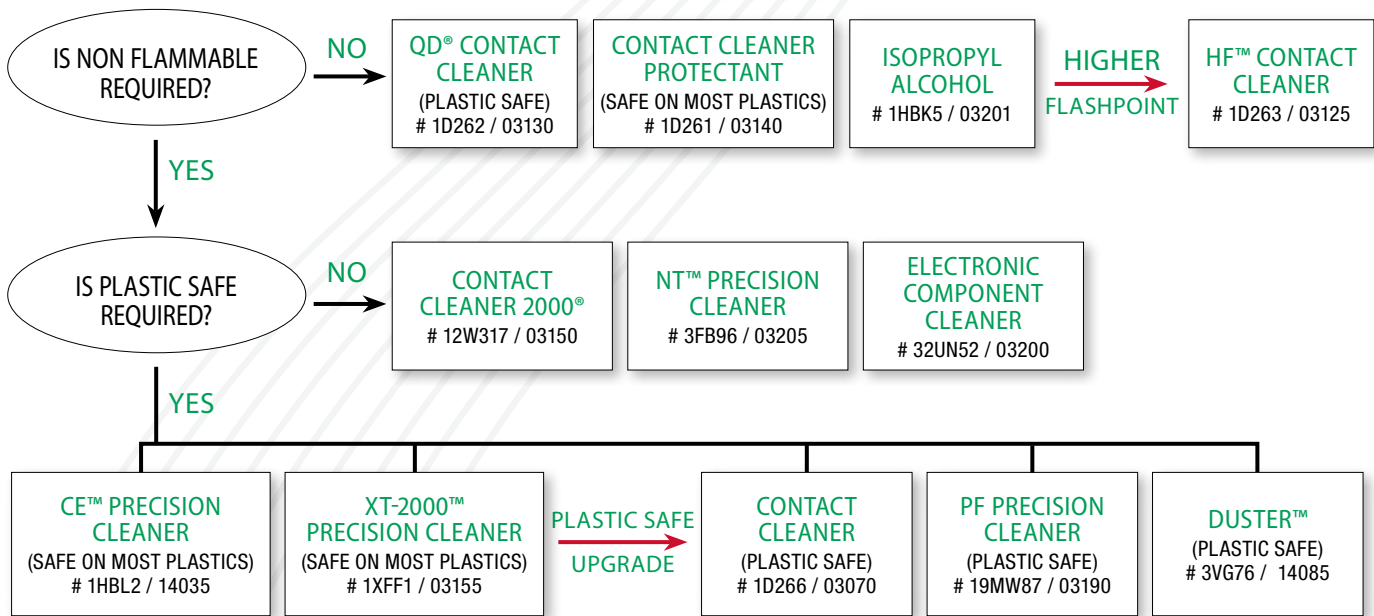 IS NON FLAMMABLE
REQUIRED?
NO
QD® CONTACT
CLEANER
(PLASTIC SAFE)
# 1D262 / 03130
CONTACT CLEANER
PROTECTANT
(SAFE ON MOST PLASTICS)
# 1D261 / 03140
ISOPROPYL
ALCOHOL
# 1HBK5 / 03201
HIGHER
FLASHPOINT
HF™ CONTACT
CLEANER
# 1D263 / 03125
YES
IS PLASTIC SAFE
REQUIRED?
NO
CONTACT
CLEANER 2000®
# 12W317 / 03150
NT™ PRECISION
CLEANER
# 3FB96 / 03205
ELECTRONIC
COMPONENT
CLEANER
# 32UN52 / 03200
YES
CE™ PRECISION
CLEANER
(SAFE ON MOST PLASTICS)
# 1HBL2 / 14035
XT-2000™
PRECISION CLEANER
(SAFE ON MOST PLASTICS)
# 1XFF1 / 03155
PLASTIC SAFE
UPGRADE
CONTACT
CLEANER
(PLASTIC SAFE)
# 1D266 / 03070
PF PRECISION
CLEANER
(PLASTIC SAFE)
# 19MW87 / 03190
DUSTER™
(PLASTIC SAFE)
# 3VG76 / 14085